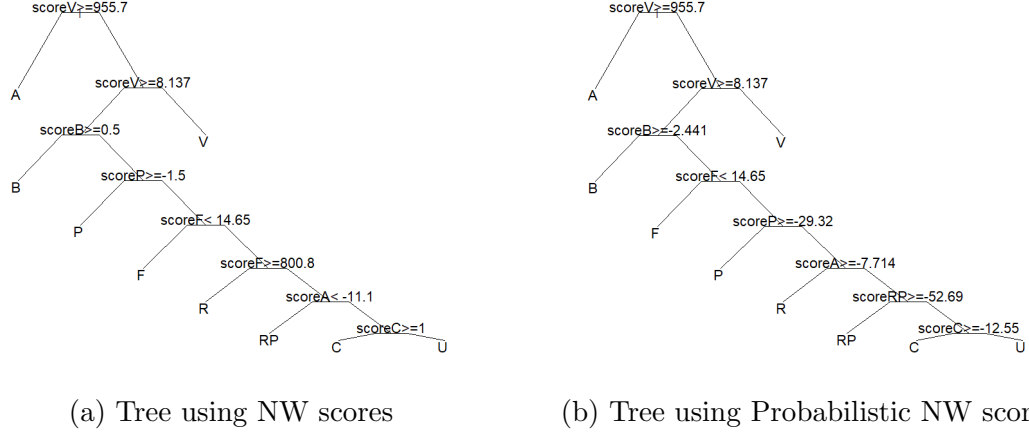 scoreV>=955.7
A
scoreV>=8.137
V
scoreB>=0.5
B
scoreP>=-1.5
P
scoreF< 14.65
F
scoreF>=800.8
R
scoreA< -11.1
RP
scoreC>=1
C
U
(a) Tree using NW scores
scoreV>=955.7
A
scoreV>=8.137
V
scoreB>=-2.441
B
scoreF< 14.65
F
scoreP>=-29.32
P
scoreA>=-7.714
R
scoreRP>=-52.69
RP
scoreC>=-12.55
C
U
(b) Tree using Probabilistic NW scor